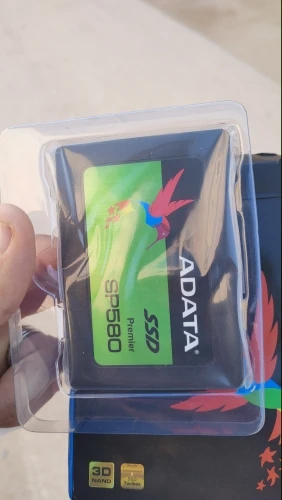 ADATA®
SSD
Premier
SP580
3D
NAND